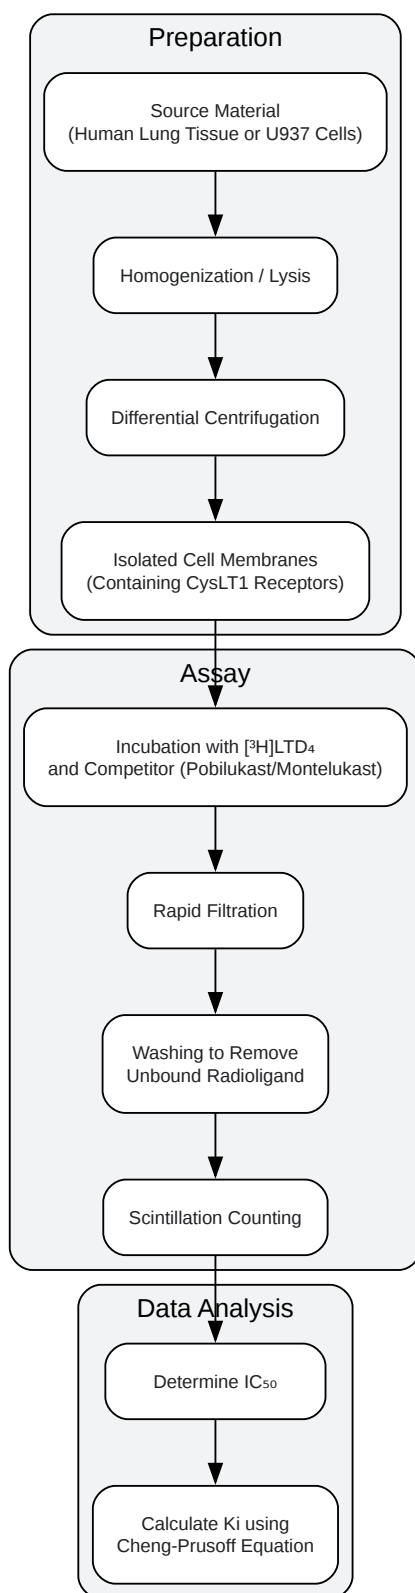 Preparation
Source Material
(Human Lung Tissue or U937 Cells)
Homogenization / Lysis
Differential Centrifugation
Isolated Cell Membranes
(Containing CysLT1 Receptors)
Assay
Incubation with [³H]LTD₄
and Competitor (Pobilukast/Montelukast)
Rapid Filtration
Washing to Remove
Unbound Radioligand
Scintillation Counting
Data Analysis
Determine IC₅₀
Calculate Ki using
Cheng-Prusoff Equation